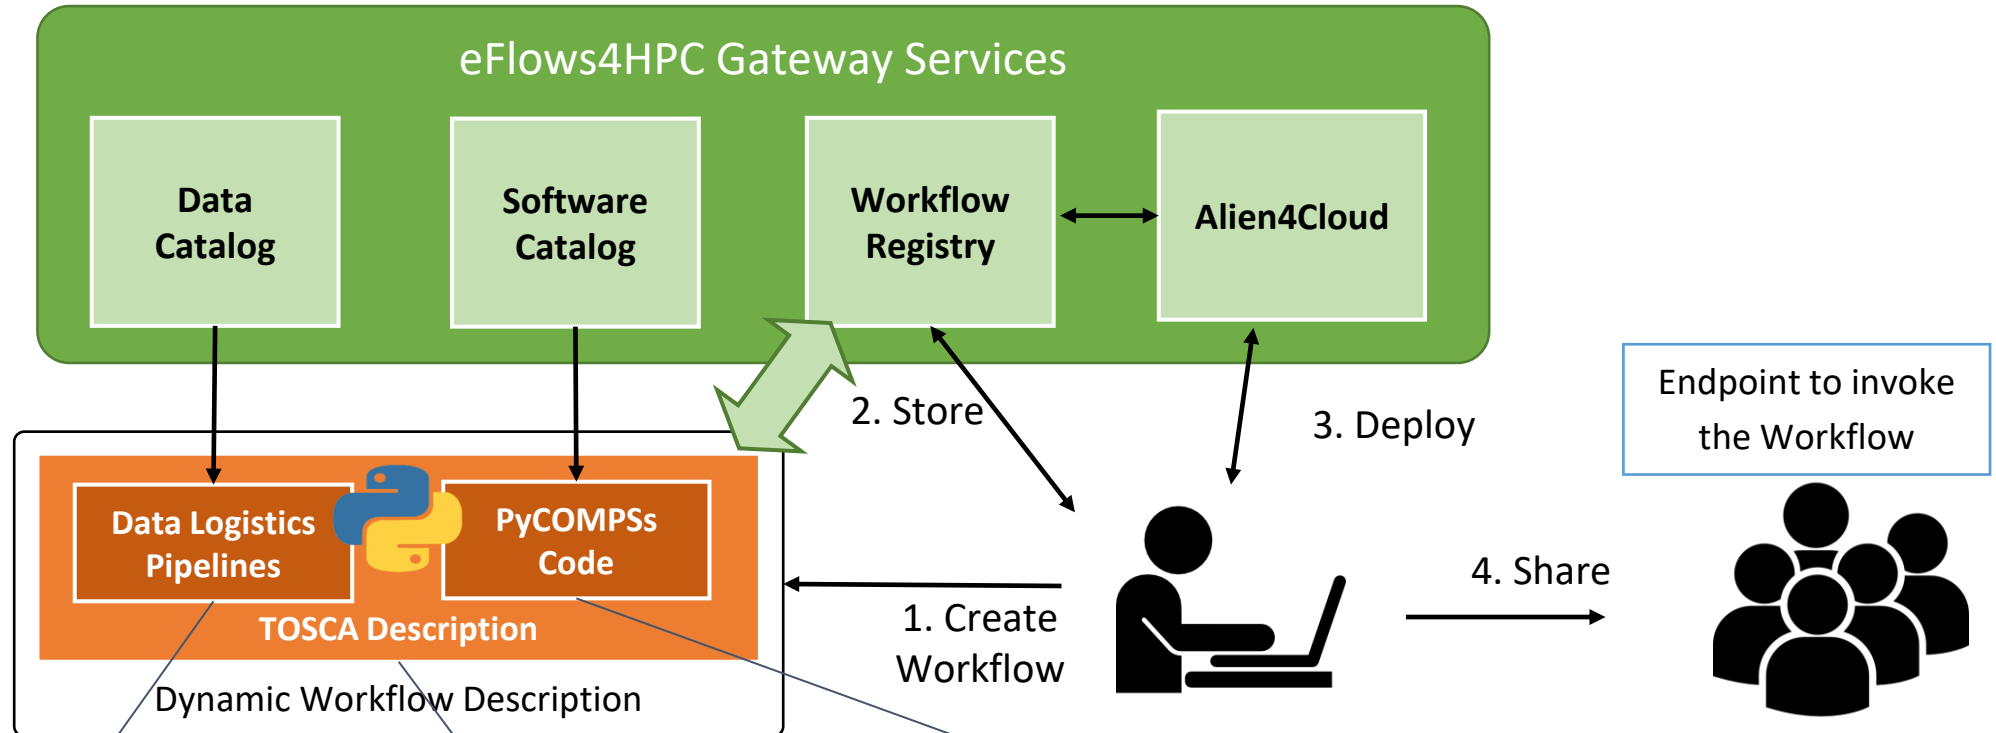 eFlows4HPC Gateway Services
Data
Catalog
Software
Catalog
Workflow
Registry
Alien4Cloud
2. Store
3. Deploy
Endpoint to invoke
the Workflow
Data Logistics
Pipelines
PyCOMPSs
Code
TOSCA Description
Dynamic Workflow Description
1. Create
Workflow
4. Share